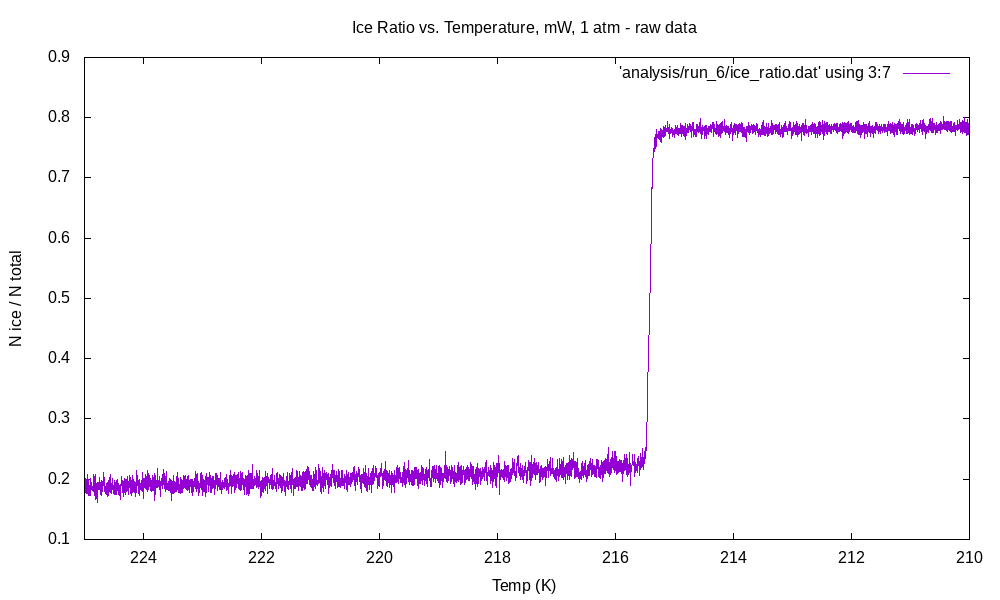 Ice Ratio vs. Temperature, mW, 1 atm - raw data
'analysis/run_6/ice_ratio.dat' using 3:7
N ice / N total
0.9
0.8
0.7
0.6
0.5
0.4
0.3
0.2
0.1
224 222 220 218 216 214 212 210
Temp (K)